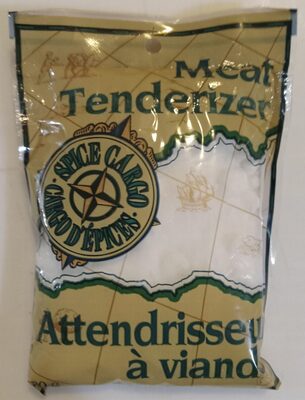 Meat
Tenderizer
SPICE CARGO
CARGO D'ÉPICES
Attendrisseu
à viand